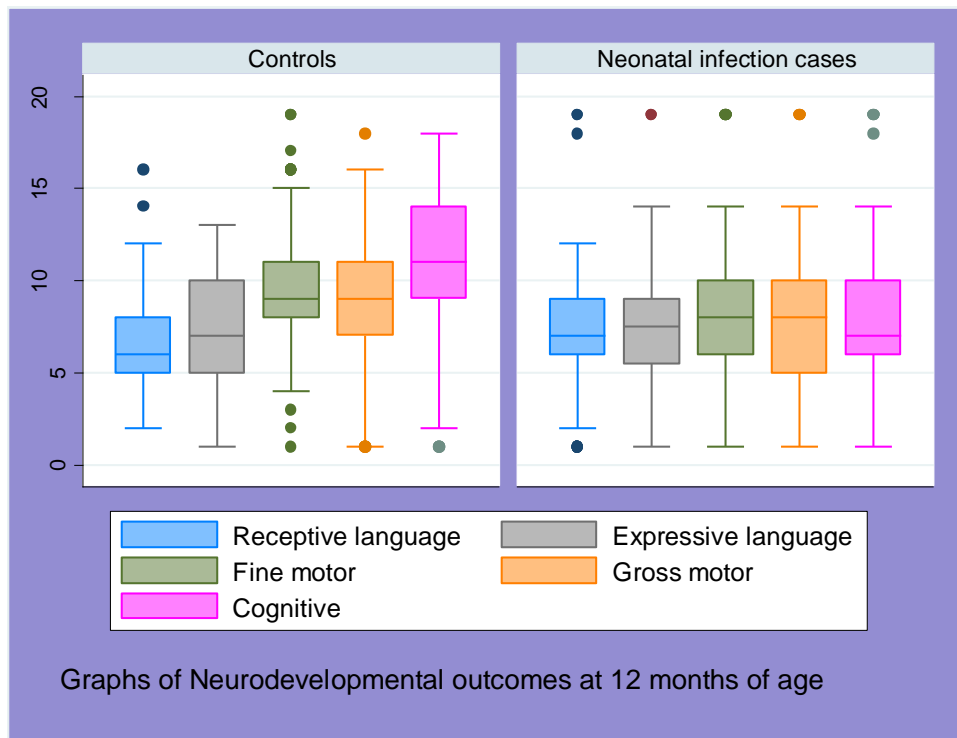 Controls
Neonatal infection cases
20
15
10
5
0
Receptive language
Expressive language
Fine motor
Gross motor
Cognitive
Graphs of Neurodevelopmental outcomes at 12 months of age